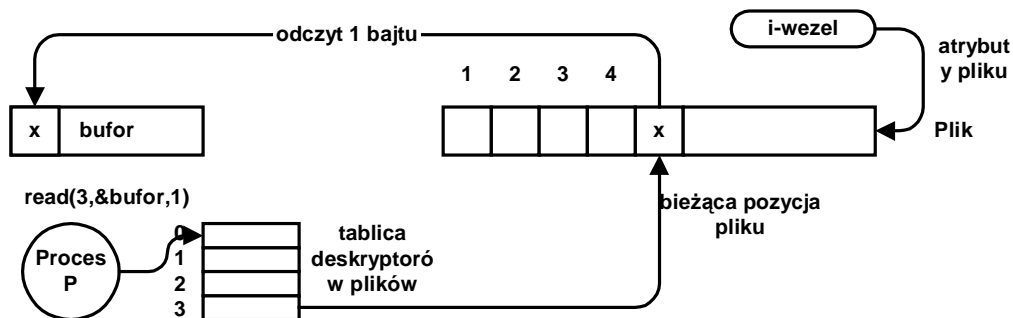 odczyt 1 bajtu
i-wezel
atrybut
y pliku
1 2 3 4
x bufor
x
Plik
read(3,&bufor,1)
bieżąca pozycja
pliku
Proces
P
0
1
2
3
tablica
deskryptoró
w plików